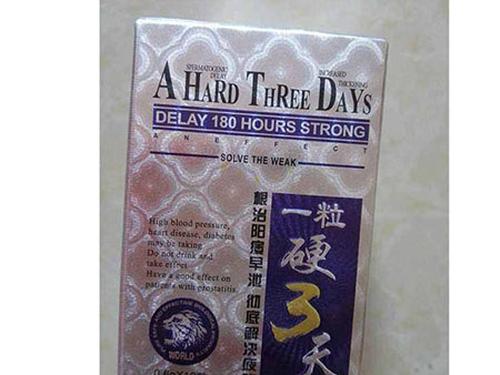 SPERMATOGENIC DELAY
INCREASED THICKENING
A HARD THREE DAYS
DELAY 180 HOURS STRONG
AN EFFECT
SOLVE THE WEAK
High blood pressure,
heart disease, diabetes
may be taking
Do not drink and
take effect
Have a good effect on
patients with prostatitis.
WORLD
一粒
硬
3
天
根治阳痿早泄 彻底解决